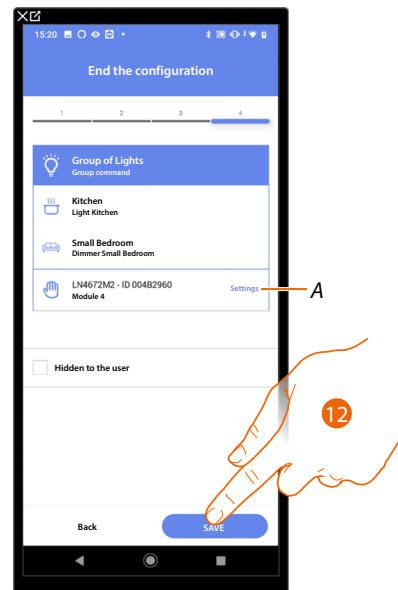 15:20
End the configuration
1 2 3 4
Group of Lights
Group command
Kitchen
Light Kitchen
Small Bedroom
Dimmer Small Bedroom
LN4672M2 - ID 004B2960
Settings
Module 4
A
Hidden to the user
12
Back
SAVE